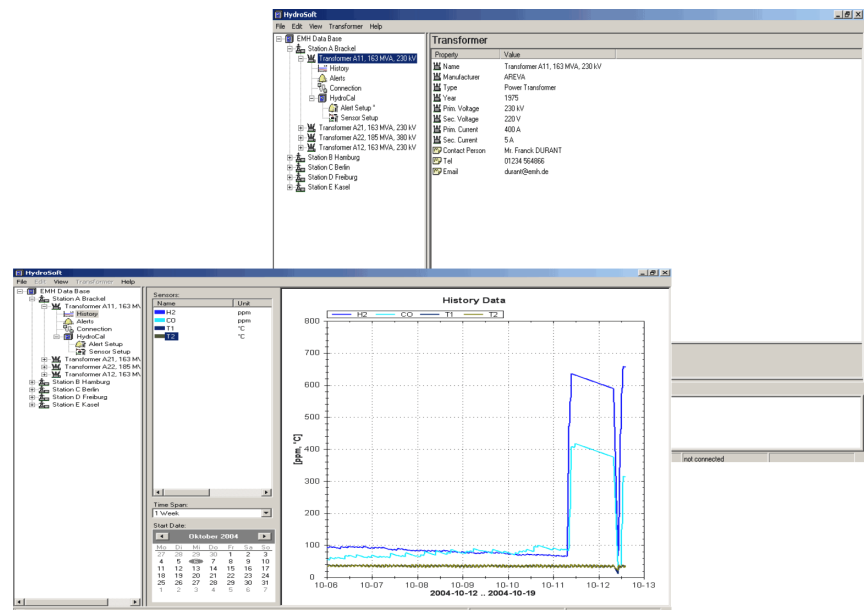 HydroSoft
File Edit View Transformer Help
EMH Data Base
Station A Brackel
Transformer A11, 163 MVA, 230 kV
History
Alerts
Connection
HydroCal
Alert Setup *
Sensor Setup
Transformer A21, 163 MVA, 230 kV
Transformer A22, 185 MVA, 380 kV
Transformer A12, 163 MVA, 230 kV
Station B Hamburg
Station C Berlin
Station D Freiburg
Station E Kasel
Transformer
Property Value
Name Transformer A11, 163 MVA, 230 kV
Manufacturer AREVA
Type Power Transformer
Year 1975
Prim. Voltage 230 kV
Sec. Voltage 220 V
Prim. Current 400 A
Sec. Current 5 A
Contact Person Mr. Franck DURANT
Tel 01234 564866
Email durant@emh.de
not connected
HydroSoft
File Edit View Transformer Help
EMH Data Base
Station A Brackel
Transformer A11, 163 M\
History
Alerts
Connection
HydroCal
Alert Setup
Sensor Setup
Transformer A21, 163 M\
Transformer A22, 185 M\
Transformer A12, 163 M\
Station B Hamburg
Station C Berlin
Station D Freiburg
Station E Kasel
Sensors:
Name Unit
H2 ppm
CO ppm
T1 °C
T2 °C
Time Span:
1 Week
Start Date:
Oktober 2004
Mo Di Mi Do Fr Sa So
27 28 29 30 1 2 3
4 5 6 7 8 9 10
11 12 13 14 15 16 17
18 19 20 21 22 23 24
25 26 27 28 29 30 31
1 2 3 4 5 6 7
History Data
H2 CO T1 T2
800
700
600
500
400
300
200
100
0
[ppm, °C]
10-06 10-07 10-08 10-09 10-10 10-11 10-12 10-13
2004-10-12 .. 2004-10-19